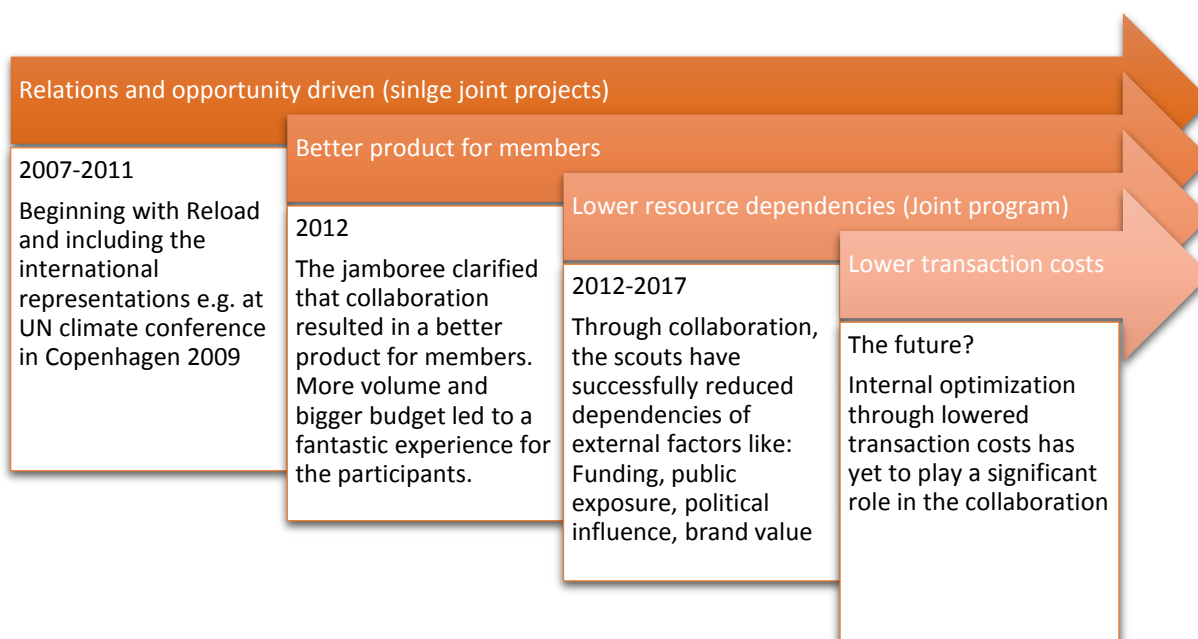 Relations and opportunity driven (sinlge joint projects)
2007-2011
Beginning with Reload
and including the
international
representations e.g. at
UN climate conference
in Copenhagen 2009
Better product for members
2012
The jamboree clarified
that collaboration
resulted in a better
product for members.
More volume and
bigger budget led to a
fantastic experience for
the participants.
Lower resource dependencies (Joint program)
2012-2017
Through collaboration,
the scouts have
successfully reduced
dependencies of
external factors like:
Funding, public
exposure, political
influence, brand value
Lower transaction costs
The future?
Internal optimization
through lowered
transaction costs has
yet to play a significant
role in the collaboration